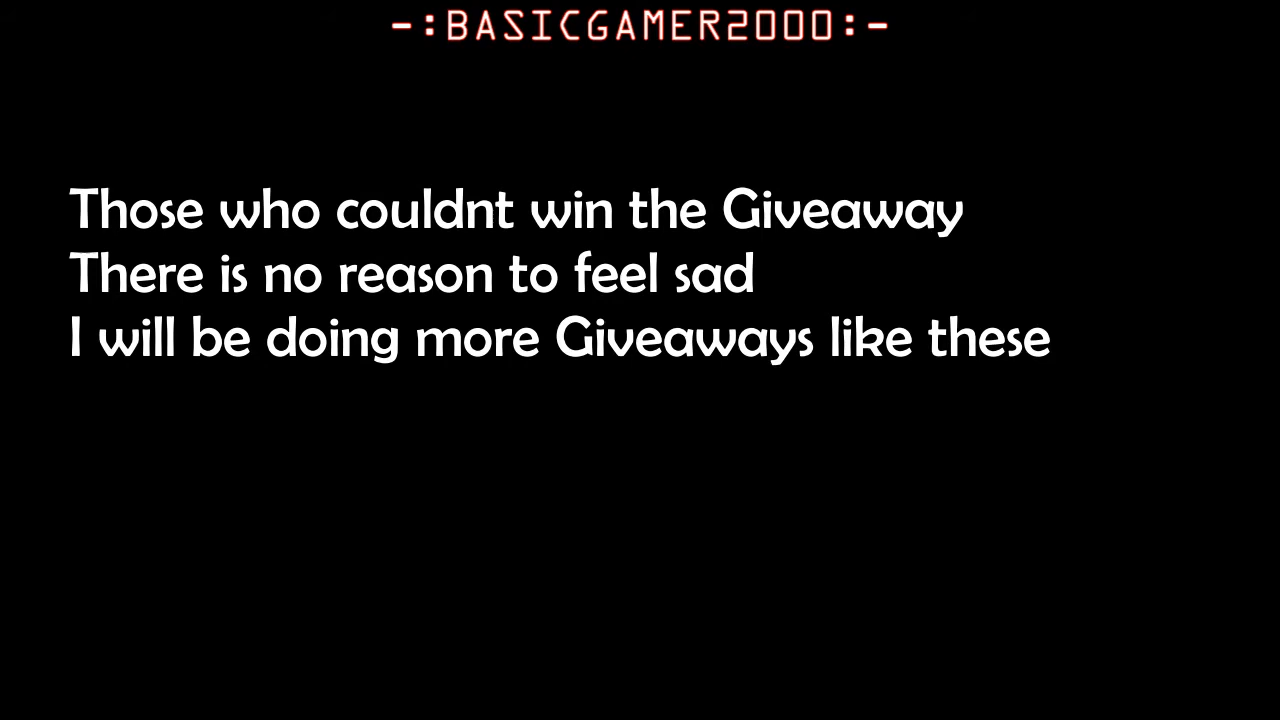 -:BASICGAMER2000:-
Those who couldnt win the Giveaway
There is no reason to feel sad
I will be doing more Giveaways like these